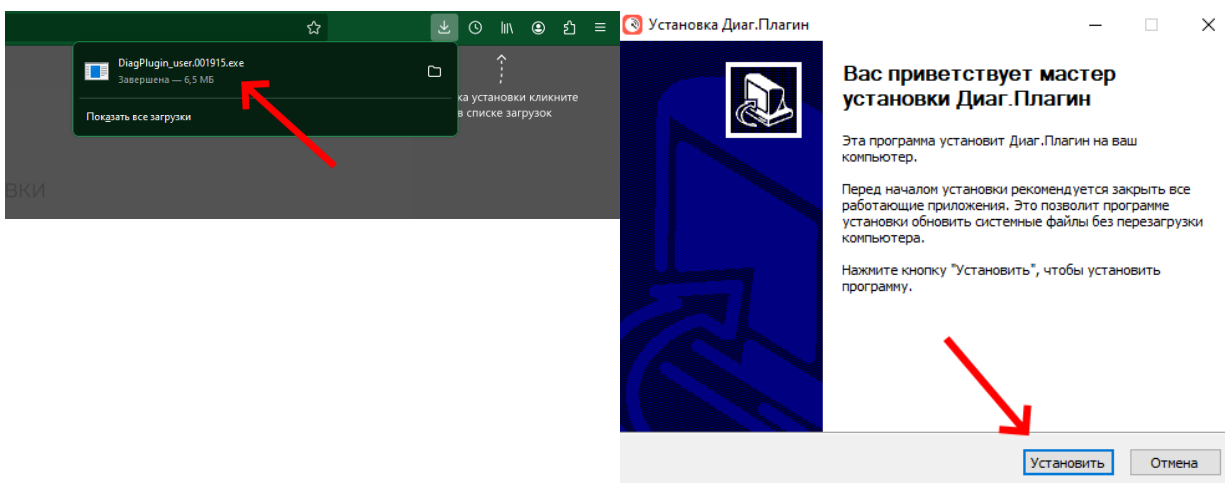 DiagPlugin_user.001915.exe
Завершена — 6,5 МБ
Показать все загрузки
ка установки кликните
в списке загрузок
вки
Установка Диаг.Плагин
Вас приветствует мастер
установки Диаг.Плагин
Эта программа установит Диаг.Плагин на ваш
компьютер.
Перед началом установки рекомендуется закрыть все
работающие приложения. Это позволит программе
установки обновить системные файлы без перезагрузки
компьютера.
Нажмите кнопку "Установить", чтобы установить
программу.
Установить
Отмена